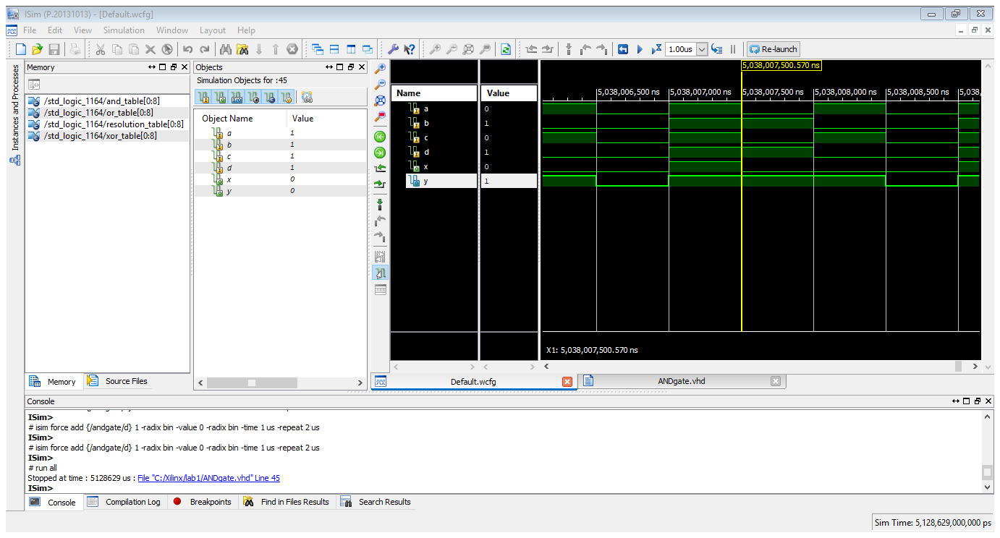 ISim (P.20131013) - [Default.wcfg]
File Edit View Simulation Window Layout Help
1.00us Re-launch
Instances and Processes
Memory
/std_logic_1164/and_table[0:8]
/std_logic_1164/or_table[0:8]
/std_logic_1164/resolution_table[0:8]
/std_logic_1164/xor_table[0:8]
Memory Source Files
Objects
Simulation Objects for :45
Object Name Value
a 1
b 1
c 1
d 1
x 0
y 0
Name Value
a 0
b 1
c 0
d 1
x 0
y 1
5,038,007,500.570 ns
5,038,006,500 ns 5,038,007,000 ns 5,038,007,500 ns 5,038,008,000 ns 5,038,008,500 ns 5,038,
X1: 5,038,007,500.570 ns
Default.wcfg ANDgate.vhd
Console
ISim>
# isim force add {/andgate/d} 1 -radix bin -value 0 -radix bin -time 1 us -repeat 2 us
ISim>
# isim force add {/andgate/d} 1 -radix bin -value 0 -radix bin -time 1 us -repeat 2 us
ISim>
# run all
Stopped at time : 5128629 us : File "C:/Xilinx/lab1/ANDgate.vhd" Line 45
ISim>
Console Compilation Log Breakpoints Find in Files Results Search Results
Sim Time: 5,128,629,000,000 ps